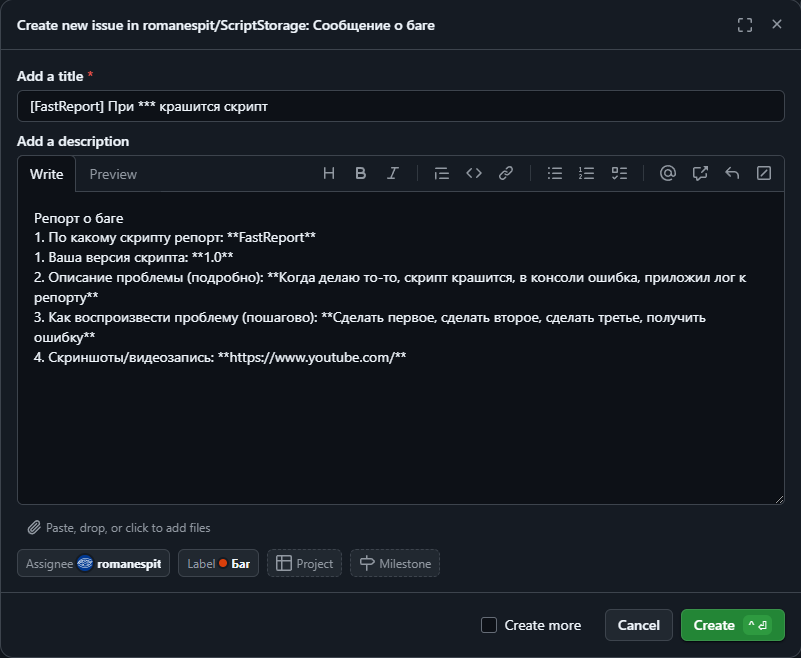 Create new issue in romanespit/ScriptStorage: Сообщение о баге
Add a title *
[FastReport] При *** крашится скрипт
Add a description
Write Preview
Репорт о баге
1. По какому скрипту репорт: **FastReport**
1. Ваша версия скрипта: **1.0**
2. Описание проблемы (подробно): **Когда делаю то-то, скрипт крашится, в консоли ошибка, приложил лог к
репорту**
3. Как воспроизвести проблему (пошагово): **Сделать первое, сделать второе, сделать третье, получить
ошибку**
4. Скриншоты/видеозапись: **https://www.youtube.com/**
Paste, drop, or click to add files
Assignee romanespit Label Баг Project Milestone
Create more Cancel Create